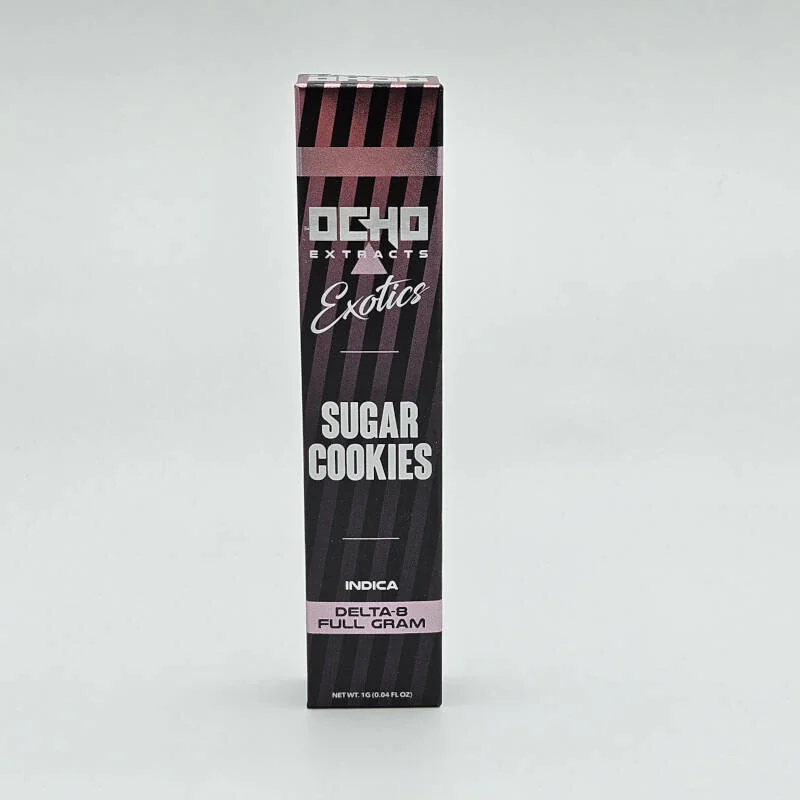 OCHO
EXTRACTS
Exotics
SUGAR
COOKIES
INDICA
DELTA-8
FULL GRAM
NET WT. 1G (0.04 FL OZ)